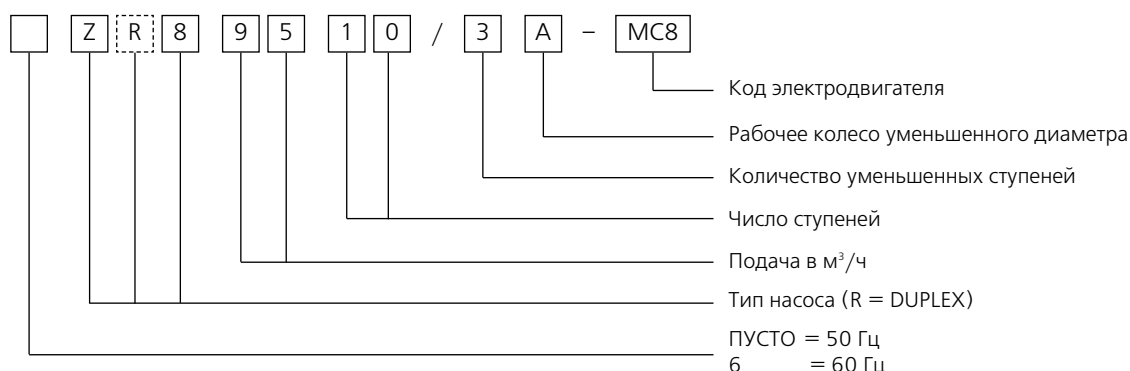 Z R 8 9 5 1 0 / 3 A – MC8
Код электродвигателя
Рабочее колесо уменьшенного диаметра
Количество уменьшенных ступеней
Число ступеней
Подача в м³/ч
Тип насоса (R = DUPLEX)
ПУСТО = 50 Гц
6 = 60 Гц